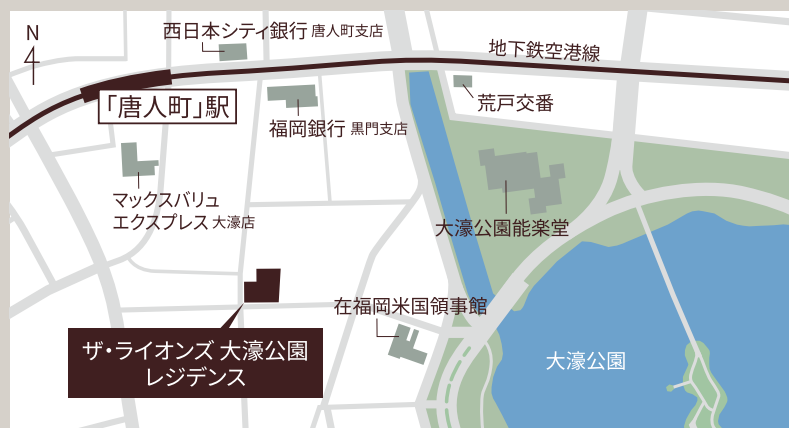 N
西日本シティ銀行 唐人町支店
地下鉄空港線
「唐人町」駅
荒戸交番
福岡銀行 黒門支店
マックスバリュ
エクスプレス 大濠店
大濠公園能楽堂
在福岡米国領事館
ザ・ライオンズ 大濠公園
レジデンス
大濠公園